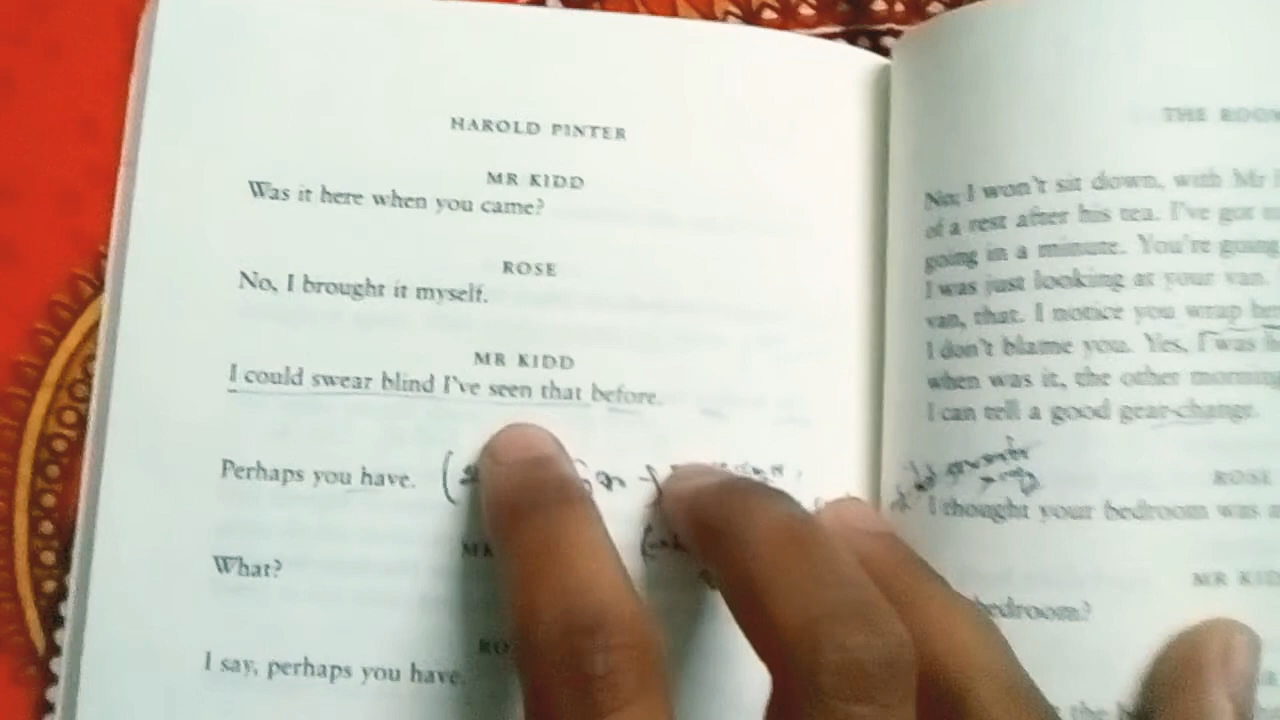 HAROLD PINTER
MR KIDD
Was it here when you came?
ROSE
No, I brought it myself.
MR KIDD
I could swear blind I've seen that before.
Perhaps you have.
What?
I say, perhaps you have.
THE ROOM
No, I won't sit down, with Mr
of a rest after his tea. I've got
going in a minute. You're going
I was just looking at your van.
van, that. I notice you wrap
I don't blame you. Yes, I was
when was it, the other morning
I can tell a good gear-change.
ROSE
I thought your bedroom was
MR KIDD
bedroom?